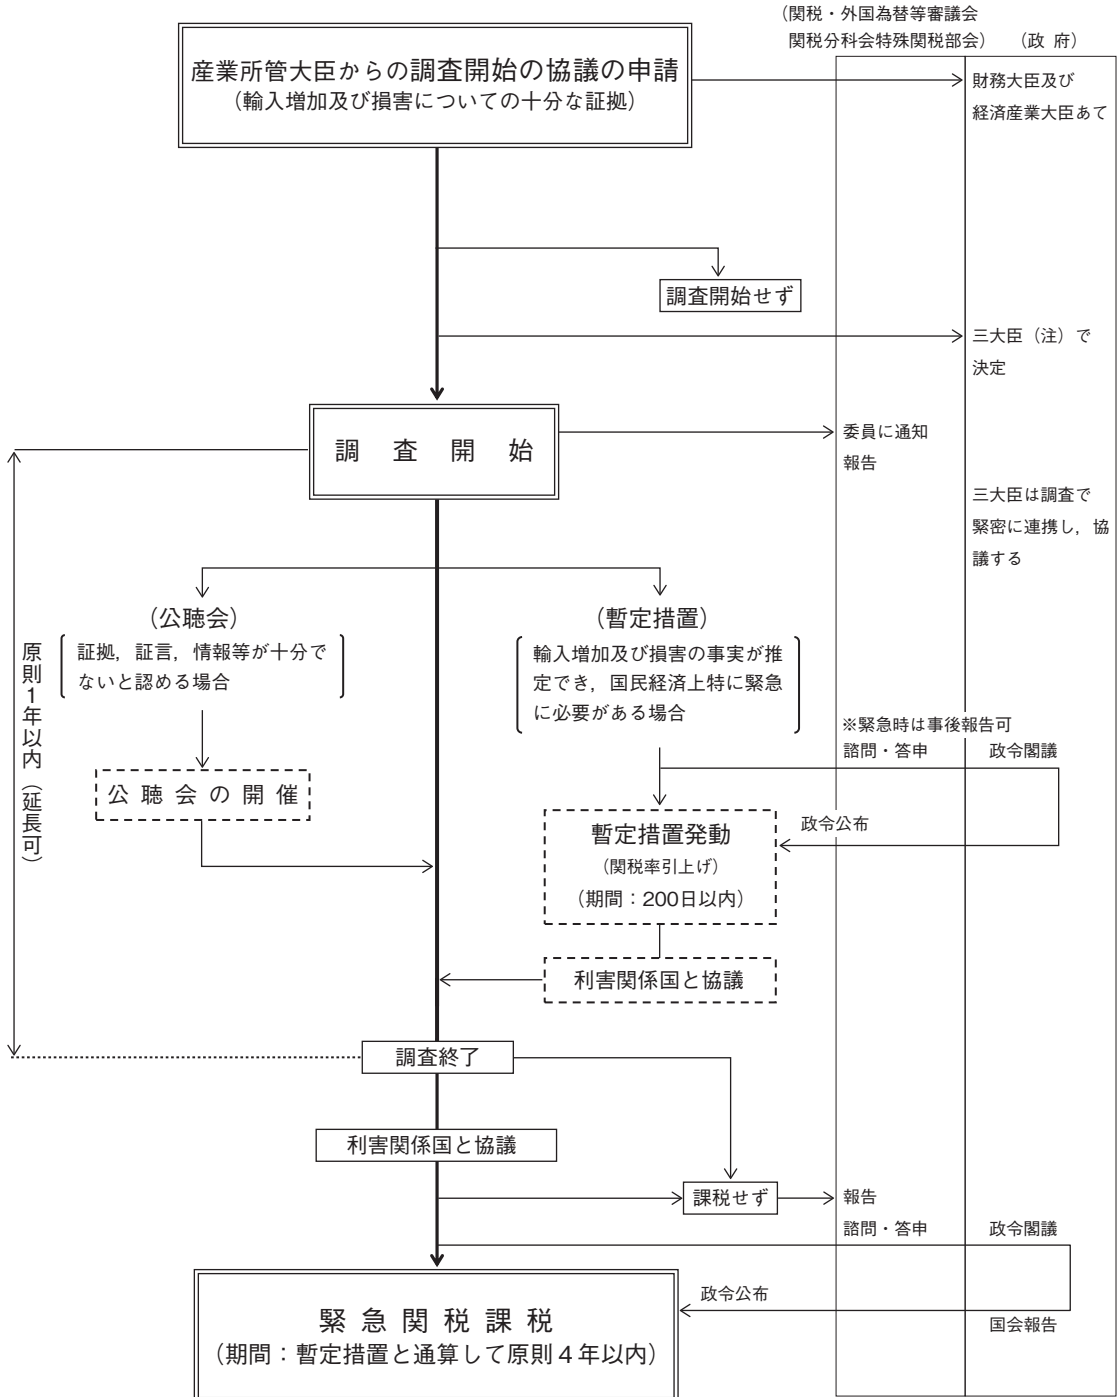 （関税・外国為替等審議会
関税分科会特殊関税部会）
（政 府）
産業所管大臣からの調査開始の協議の申請
（輸入増加及び損害についての十分な証拠）
財務大臣及び
経済産業大臣あて
調査開始せず
三大臣（注）で
決定
調 査 開 始
委員に通知
報告
三大臣は調査で
緊密に連携し，協
議する
原則１年以内（延長可）
（公聴会）
証拠，証言，情報等が十分で
ないと認める場合
（暫定措置）
輸入増加及び損害の事実が推
定でき，国民経済上特に緊急
に必要がある場合
※緊急時は事後報告可
諮問・答申
政令閣議
公 聴 会 の 開 催
政令公布
暫定措置発動
（関税率引上げ）
（期間：200日以内）
利害関係国と協議
調査終了
利害関係国と協議
課税せず
報告
諮問・答申
政令閣議
政令公布
国会報告
緊 急 関 税 課 税
（期間：暫定措置と通算して原則４年以内）